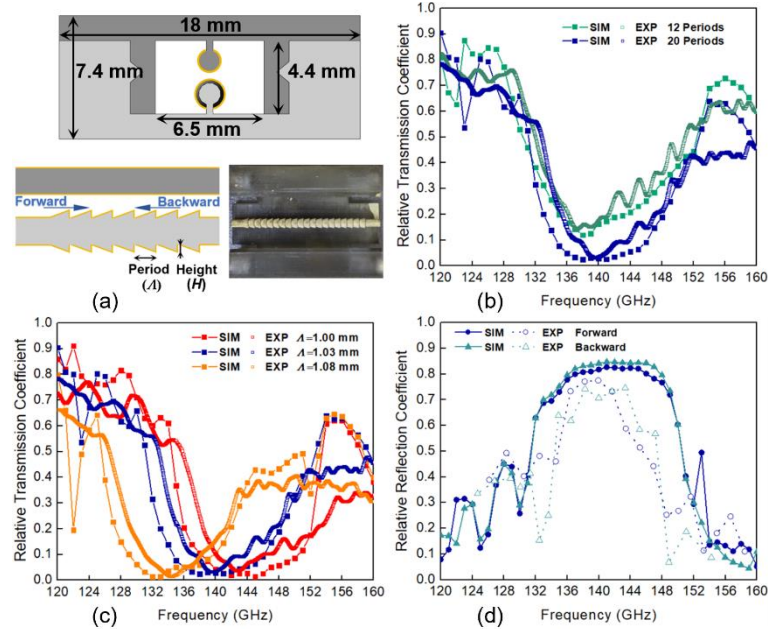 18 mm
7.4 mm
4.4 mm
6.5 mm
Forward
Backward
Period
(Λ)
Height
(H)
(a)
Relative Transmission Coefficient
1.0
0.9
0.8
0.7
0.6
0.5
0.4
0.3
0.2
0.1
0.0
SIM EXP 12 Periods
SIM EXP 20 Periods
120 124 128 132 136 140 144 148 152 156 160
(b) Frequency (GHz)
Relative Transmission Coefficient
1.0
0.9
0.8
0.7
0.6
0.5
0.4
0.3
0.2
0.1
0.0
SIM EXP Λ=1.00 mm
SIM EXP Λ=1.03 mm
SIM EXP Λ=1.08 mm
120 124 128 132 136 140 144 148 152 156 160
(c) Frequency (GHz)
Relative Reflection Coefficient
1.0
0.9
0.8
0.7
0.6
0.5
0.4
0.3
0.2
0.1
0.0
SIM EXP Forward
SIM EXP Backward
120 124 128 132 136 140 144 148 152 156 160
(d) Frequency (GHz)